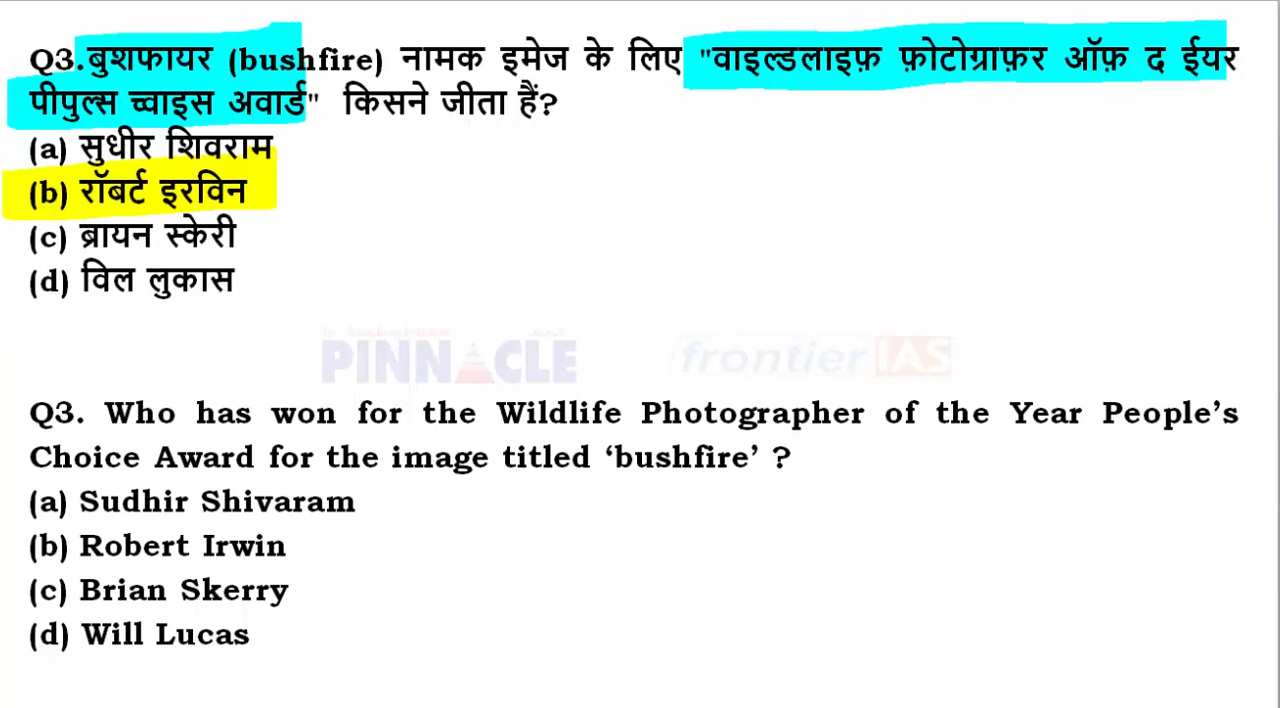 Q3.बुशफायर (bushfire) नामक इमेज के लिए "वाइल्डलाइफ़ फ़ोटोग्राफ़र ऑफ़ द ईयर
पीपुल्स च्वाइस अवार्ड" किसने जीता हैं?
(a) सुधीर शिवराम
(b) रॉबर्ट इरविन
(c) ब्रायन स्केरी
(d) विल लुकास
PINNACLE frontier IAS
Q3. Who has won for the Wildlife Photographer of the Year People’s
Choice Award for the image titled ‘bushfire’ ?
(a) Sudhir Shivaram
(b) Robert Irwin
(c) Brian Skerry
(d) Will Lucas